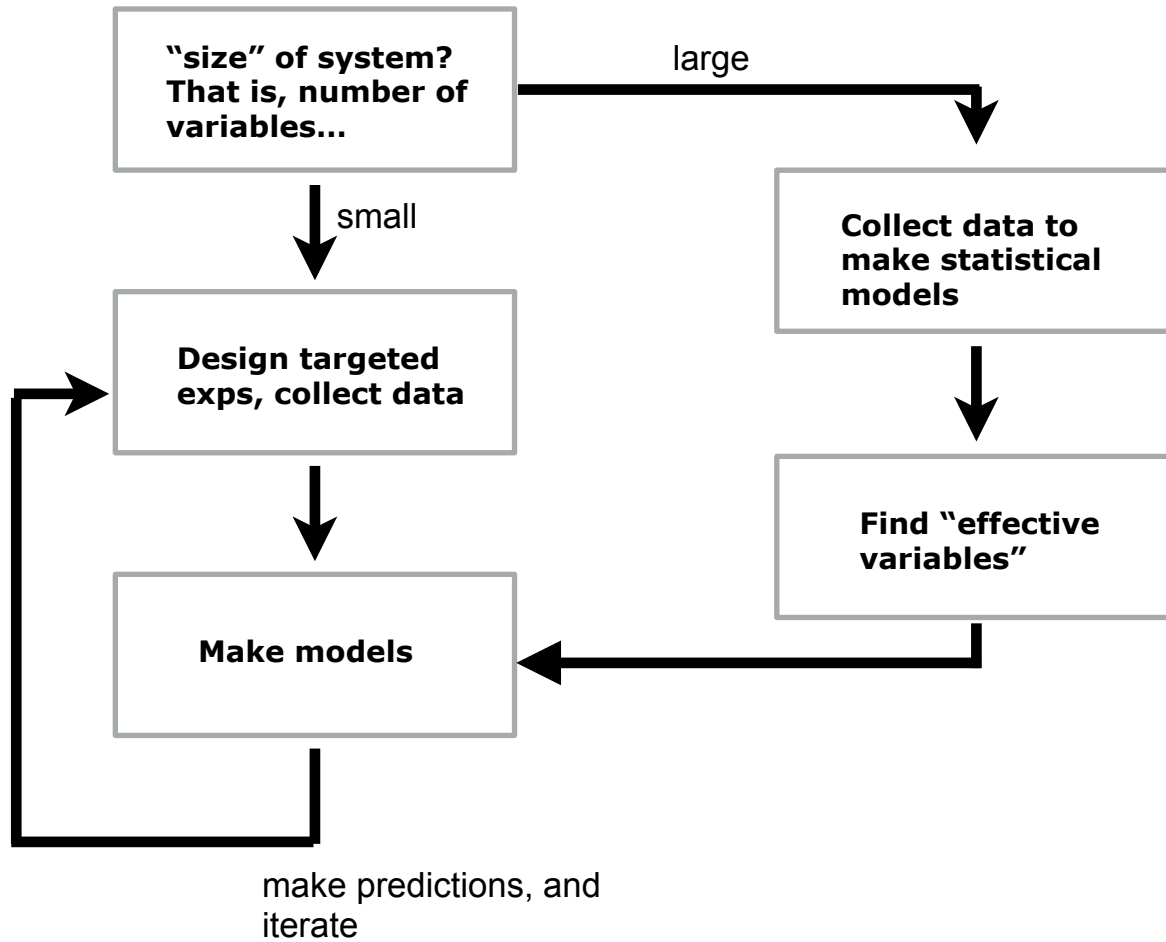 “size” of system?
That is, number of
variables...
large
small
Collect data to
make statistical
models
Design targeted
exps, collect data
Find “effective
variables”
Make models
make predictions, and
iterate